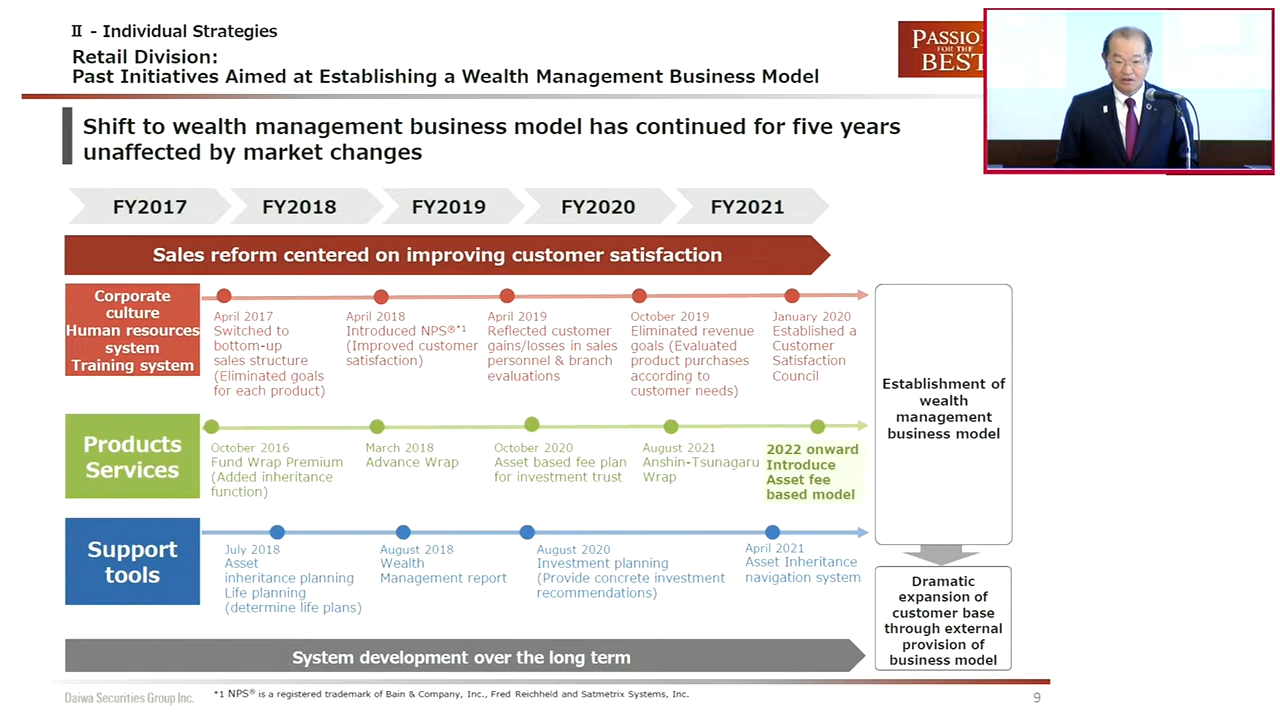 Ⅱ - Individual Strategies
Retail Division:
Past Initiatives Aimed at Establishing a Wealth Management Business Model
PASSIO
FOR THE
BEST
Shift to wealth management business model has continued for five years
unaffected by market changes
FY2017
FY2018
FY2019
FY2020
FY2021
Sales reform centered on improving customer satisfaction
Corporate
culture
Human resources
system
Training system
April 2017
Switched to
bottom-up
sales structure
(Eliminated goals
for each product)
April 2018
Introduced NPS®*1
(Improved customer
satisfaction)
April 2019
Reflected customer
gains/losses in sales
personnel & branch
evaluations
October 2019
Eliminated revenue
goals (Evaluated
product purchases
according to
customer needs)
January 2020
Established a
Customer
Satisfaction
Council
Products
Services
October 2016
Fund Wrap Premium
(Added inheritance
function)
March 2018
Advance Wrap
October 2020
Asset based fee plan
for investment trust
August 2021
Anshin-Tsunagaru
Wrap
2022 onward
Introduce
Asset fee
based model
Support
tools
July 2018
Asset
inheritance planning
Life planning
(determine life plans)
August 2018
Wealth
Management report
August 2020
Investment planning
(Provide concrete investment
recommendations)
April 2021
Asset Inheritance
navigation system
Establishment of
wealth
management
business model
Dramatic
expansion of
customer base
through external
provision of
business model
System development over the long term
Daiwa Securities Group Inc.
*1 NPS® is a registered trademark of Bain & Company, Inc., Fred Reichheld and Satmetrix Systems, Inc.
9